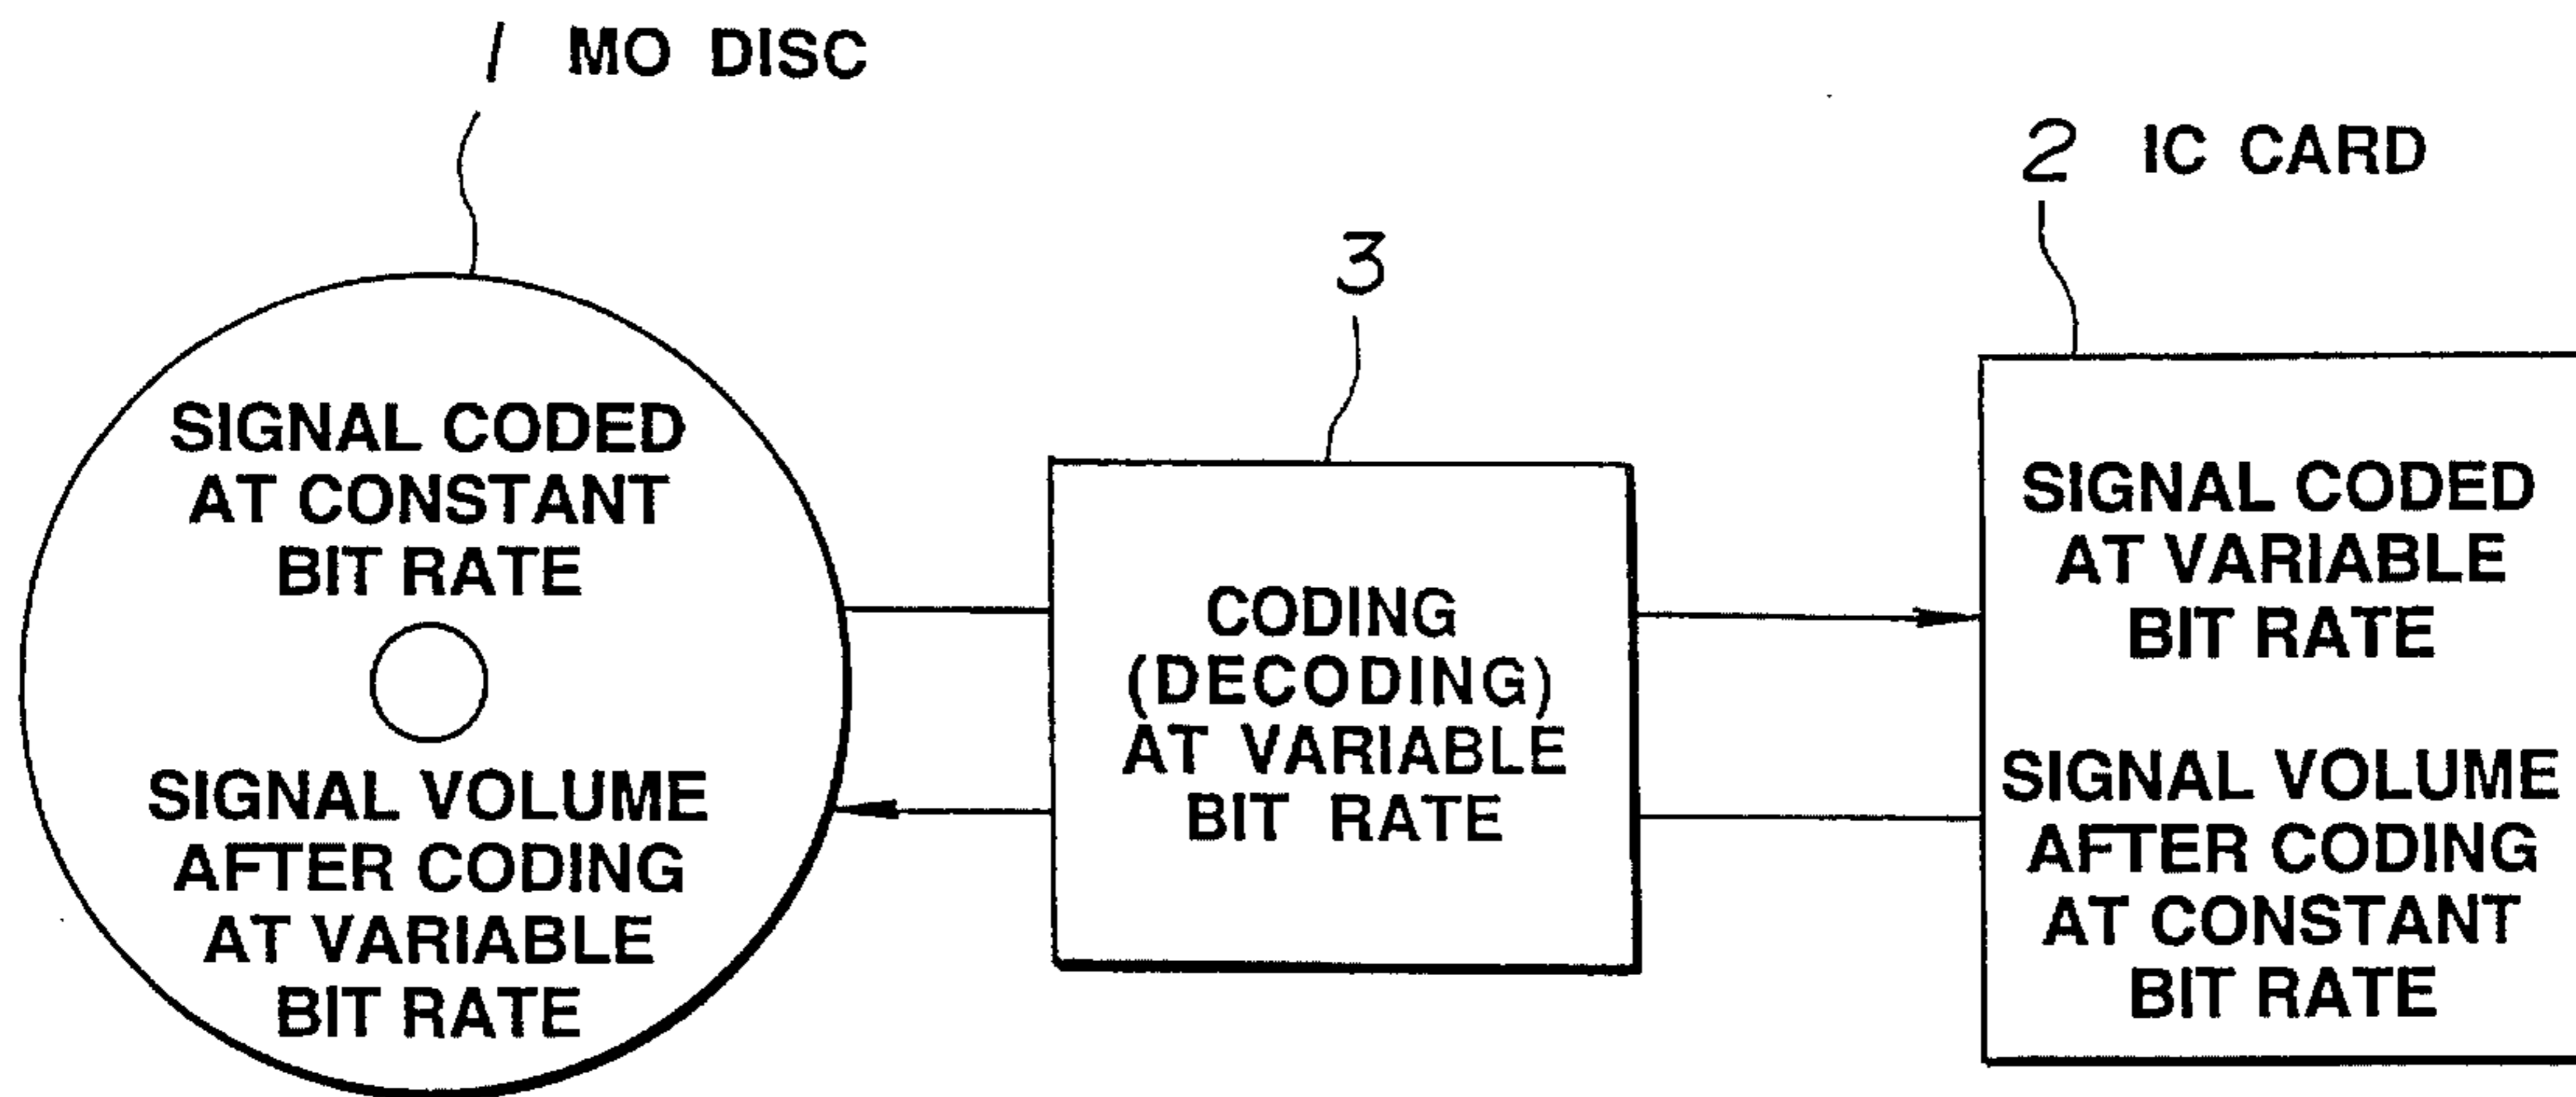 1 MO DISC
2 IC CARD
3
SIGNAL CODED
AT CONSTANT
BIT RATE
SIGNAL VOLUME
AFTER CODING
AT VARIABLE
BIT RATE
CODING
(DECODING)
AT VARIABLE
BIT RATE
SIGNAL CODED
AT VARIABLE
BIT RATE
SIGNAL VOLUME
AFTER CODING
AT CONSTANT
BIT RATE